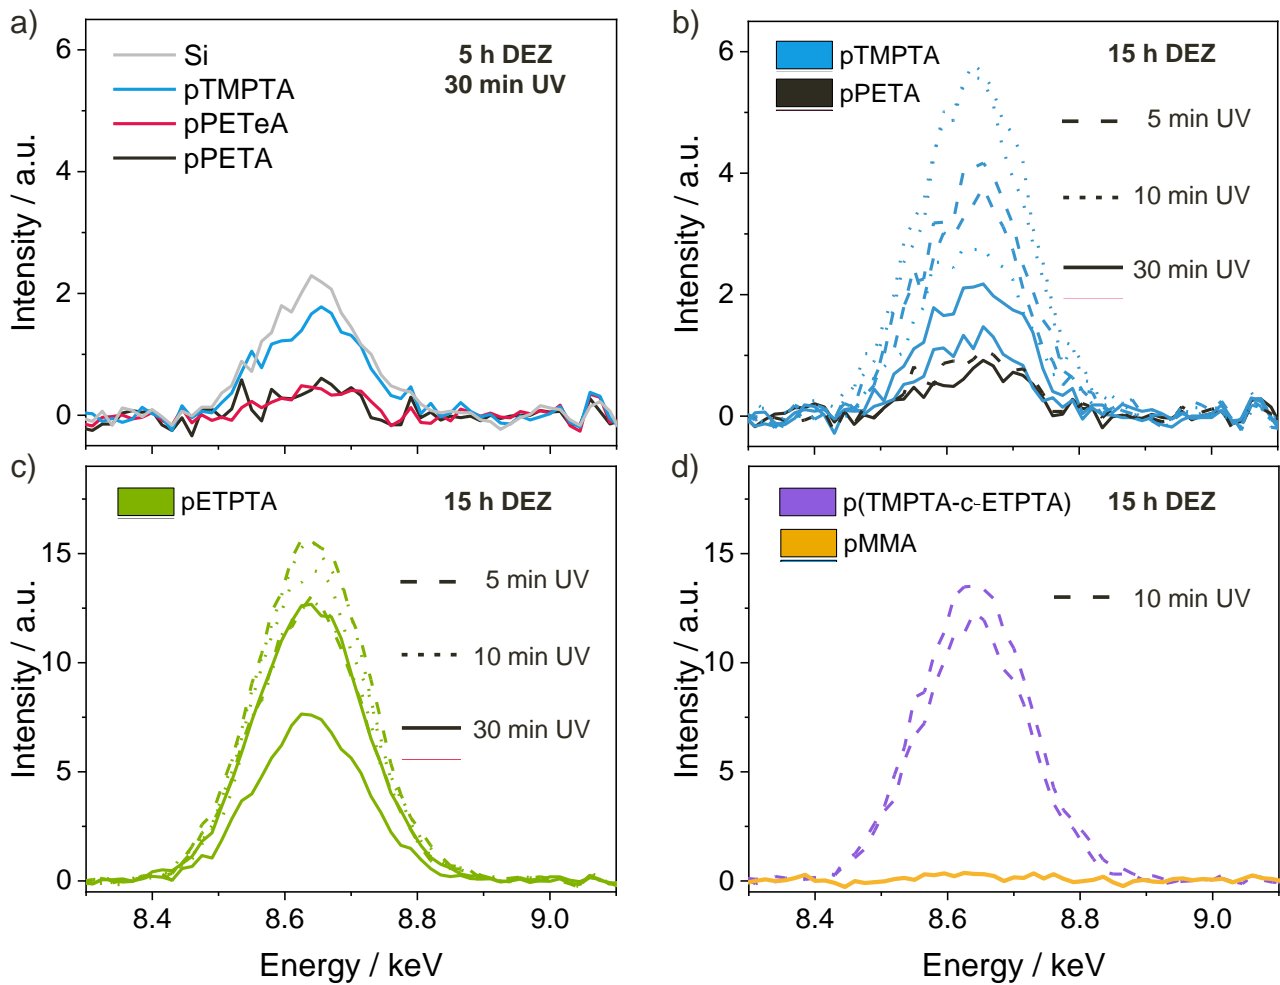 a)
6
4
2
0
Intensity / a.u.
Si
pTMPTA
pPETeA
pPETA
5 h DEZ
30 min UV
b)
6
4
2
0
Intensity / a.u.
pTMPTA
pPETA
15 h DEZ
5 min UV
10 min UV
30 min UV
c)
15
10
5
0
Intensity / a.u.
pETPTA
15 h DEZ
5 min UV
10 min UV
30 min UV
8.4 8.6 8.8 9.0
Energy / keV
d)
15
10
5
0
Intensity / a.u.
p(TMPTA-c-ETPTA)
pMMA
15 h DEZ
10 min UV
8.4 8.6 8.8 9.0
Energy / keV